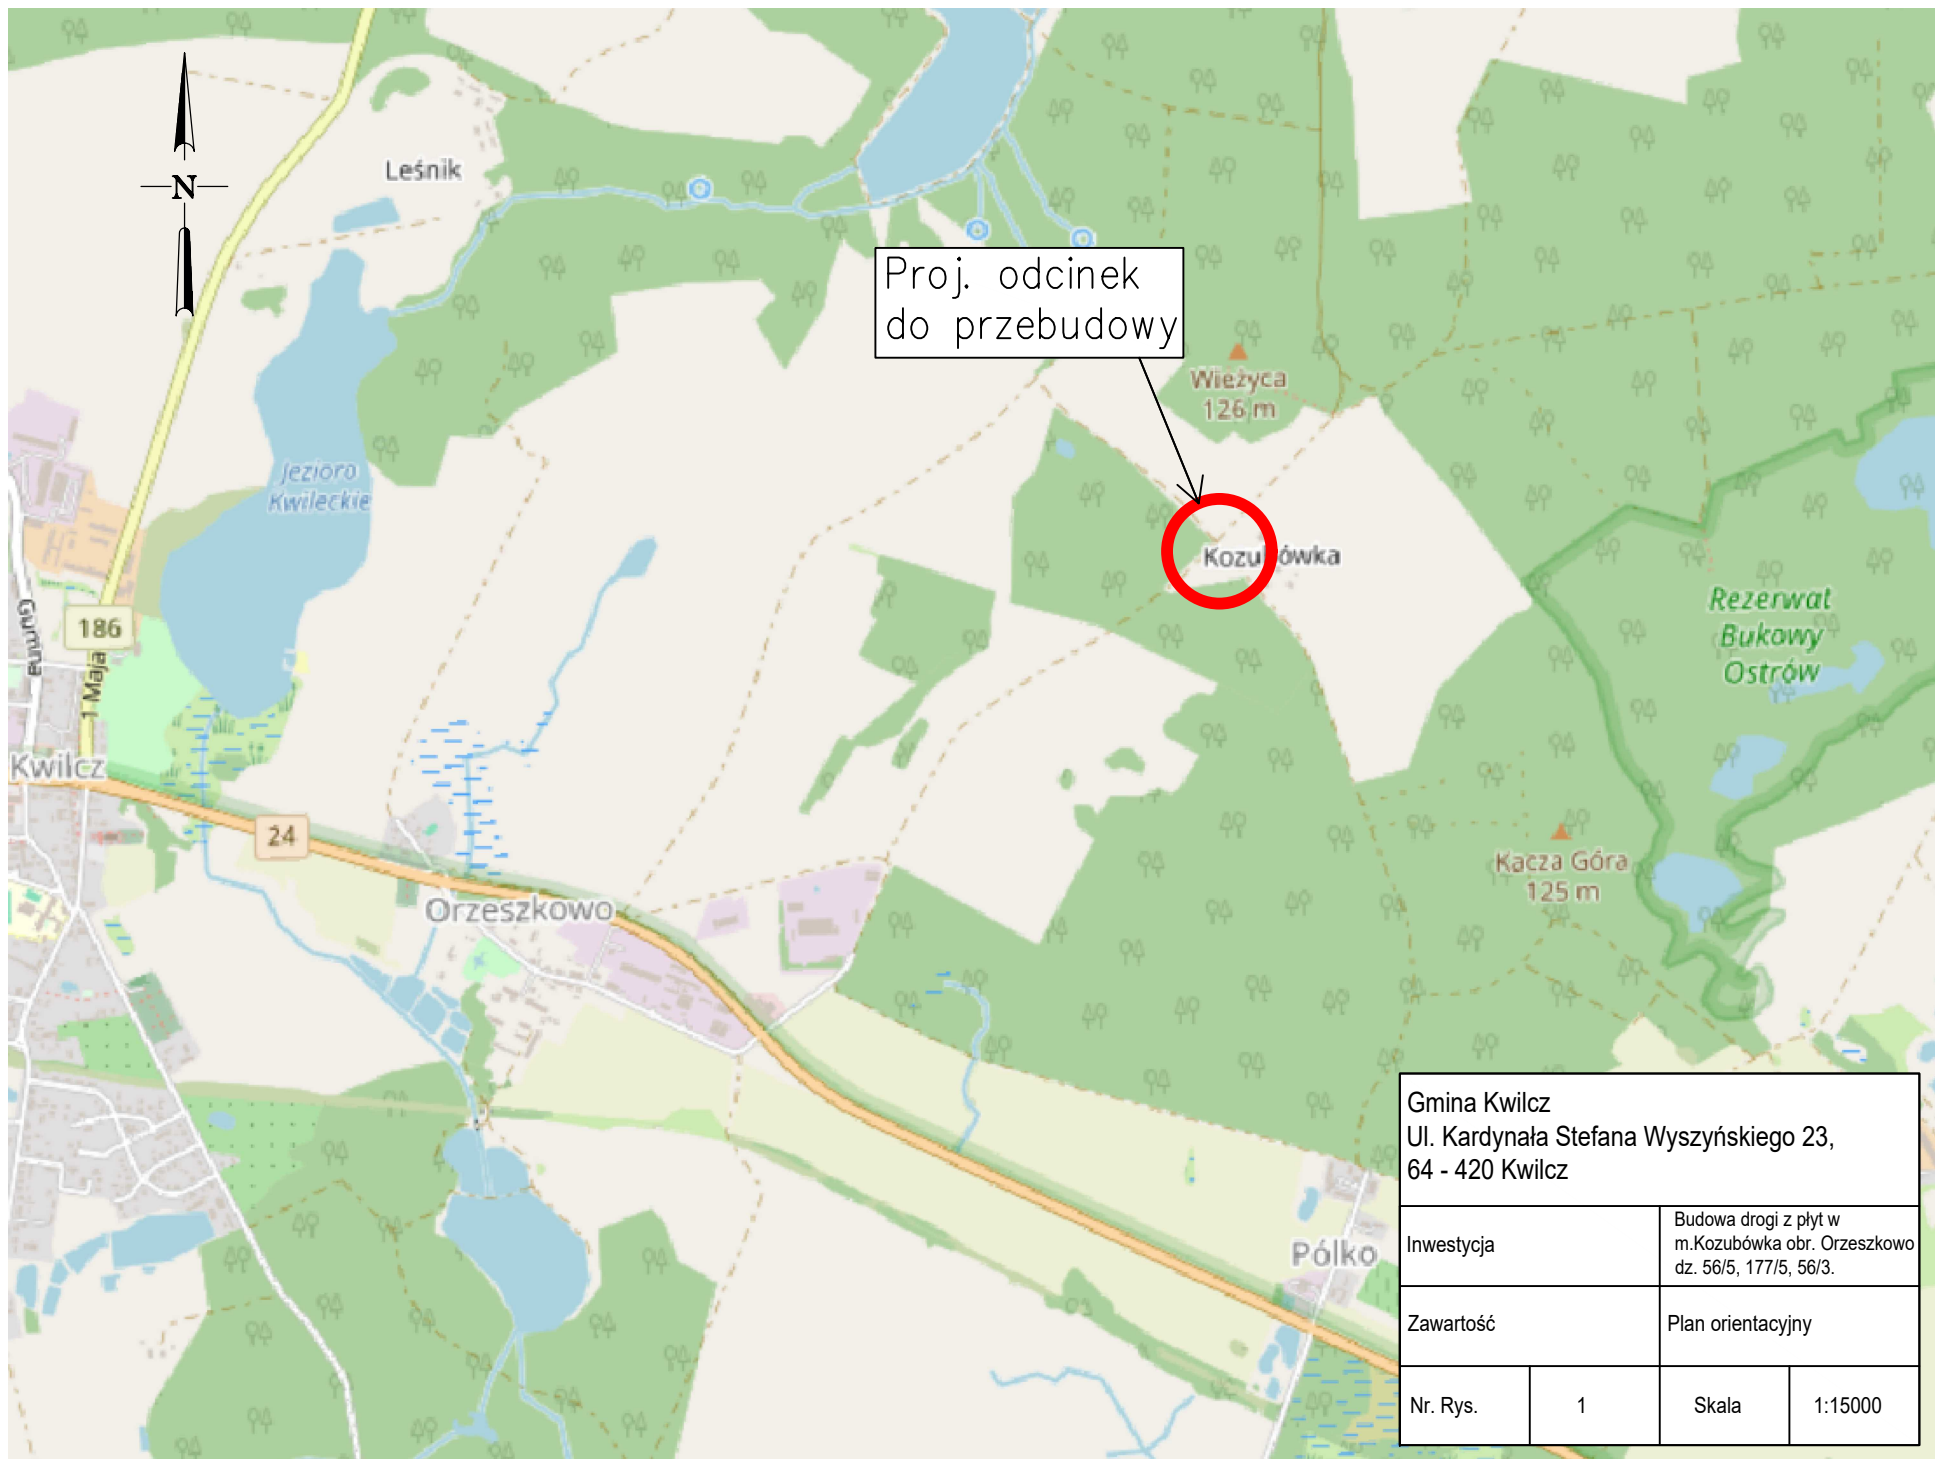 N
Leśnik
Proj. odcinek
do przebudowy
Wieżyca
126 m
Jezioro
Kwileckie
Kozubówka
Gumna
186
1 Maja
Rezerwat
Bukowy
Ostrów
Kwilcz
24
Orzeszkowo
Kacza Góra
125 m
Pólko
Gmina Kwilcz
Ul. Kardynała Stefana Wyszyńskiego 23,
64 - 420 Kwilcz
Inwestycja
Budowa drogi z płyt w
m.Kozubówka obr. Orzeszkowo
dz. 56/5, 177/5, 56/3.
Zawartość
Plan orientacyjny
Nr. Rys.
1
Skala
1:15000